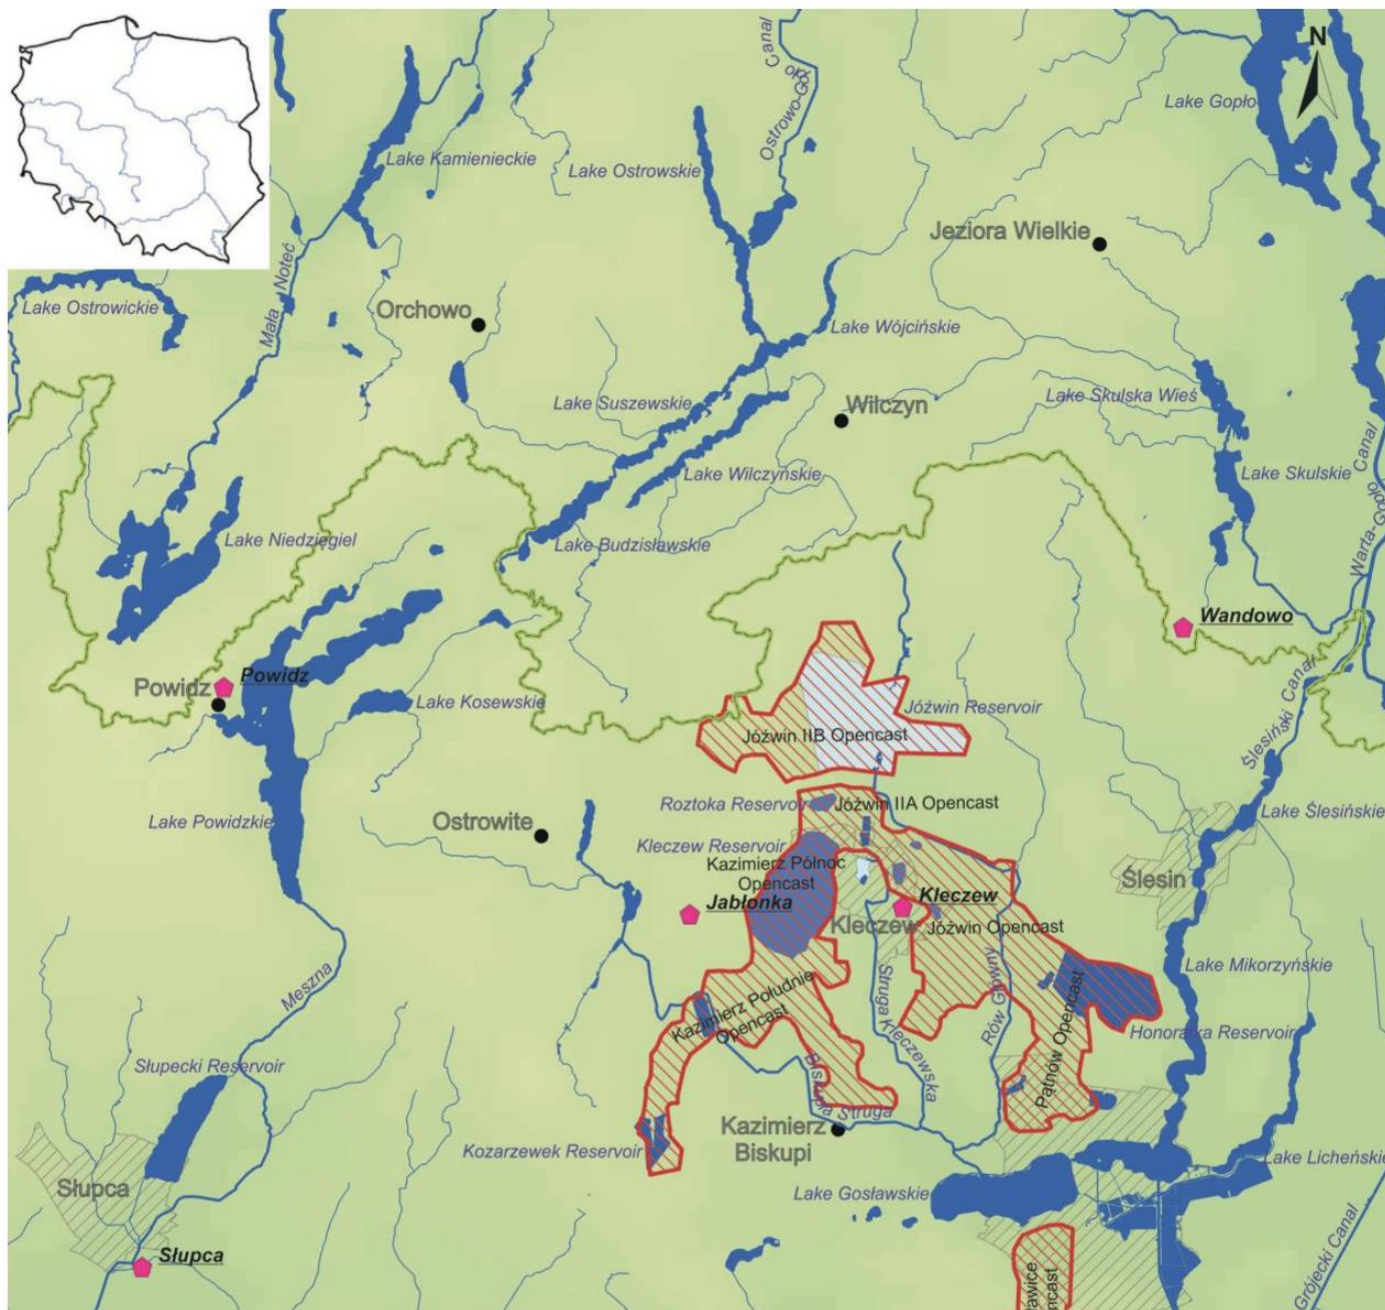 Canal
Ostrowo-Gopło
N
Lake Gopło
Lake Kamienieckie
Lake Ostrowskie
Jeziora Wielkie
Mała Noteć
Lake Ostrowickie
Orchowo
Lake Wójcińskie
Lake Suszewskie
Wilczyn
Lake Skulska Wieś
Lake Wilczyńskie
Lake Skulskie
Warta-Gopło Canal
Lake Niedzięgiel
Lake Budzisławskie
Wandowo
Powidz
Powidz
Lake Kosewskie
Jóźwin Reservoir
Ślesiński Canal
Jóźwin IIB Opencast
Roztoka Reservoir
Jóźwin IIA Opencast
Lake Ślesińskie
Lake Powidzkie
Ostrowite
Kleczew Reservoir
Kazimierz Północ
Opencast
Ślesin
Jabłonka
Kleczew
Kleczew
Jóźwin Opencast
Meszna
Struga Kleczewska
Rów Główny
Lake Mikorzyńskie
Kazimierz Południe
Opencast
Pątnów Opencast
Honoratka Reservoir
Słupecki Reservoir
Biskupia Struga
Kazimierz
Biskupi
Kozarzewek Reservoir
Lake Licheńskie
Słupca
Lake Gosławskie
Słupca
Grójecki Canal